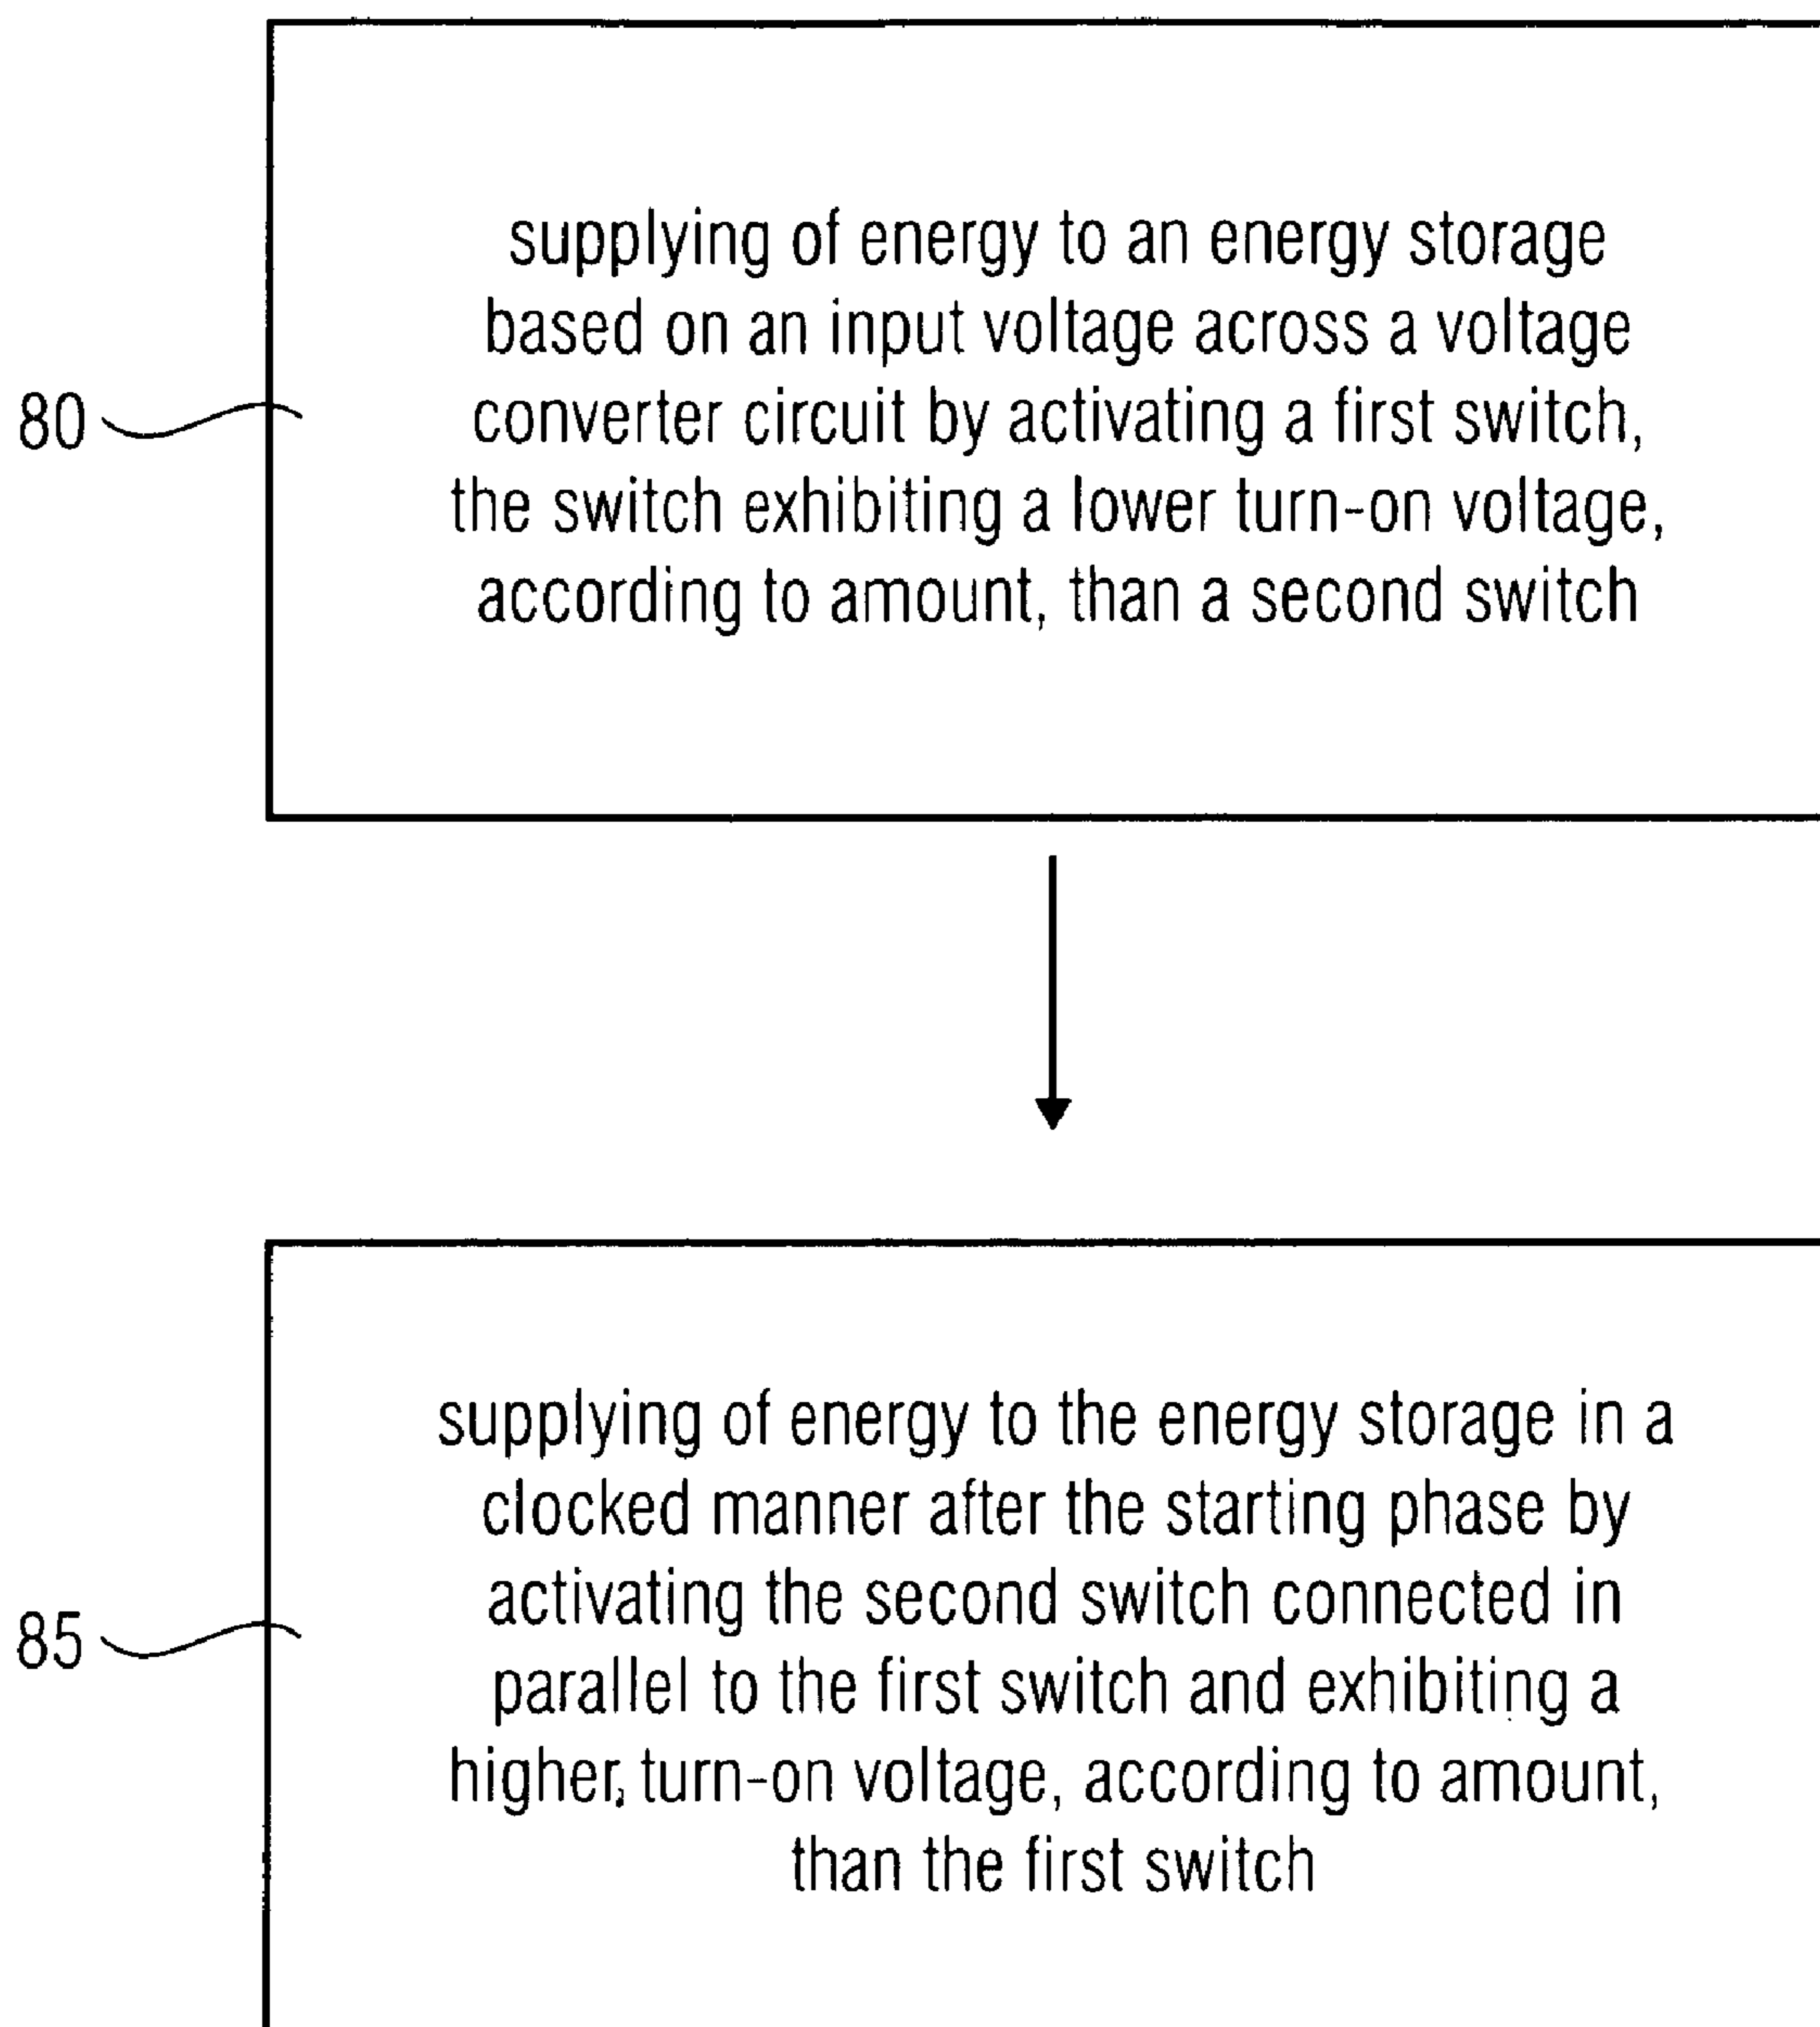 supplying of energy to an energy storage
based on an input voltage across a voltage
80 converter circuit by activating a first switch,
the switch exhibiting a lower turn-on voltage,
according to amount, than a second switch
supplying of energy to the energy storage in a
clocked manner after the starting phase by
activating the second switch connected in
85 parallel to the first switch and exhibiting a
higher, turn-on voltage, according to amount,
than the first switch